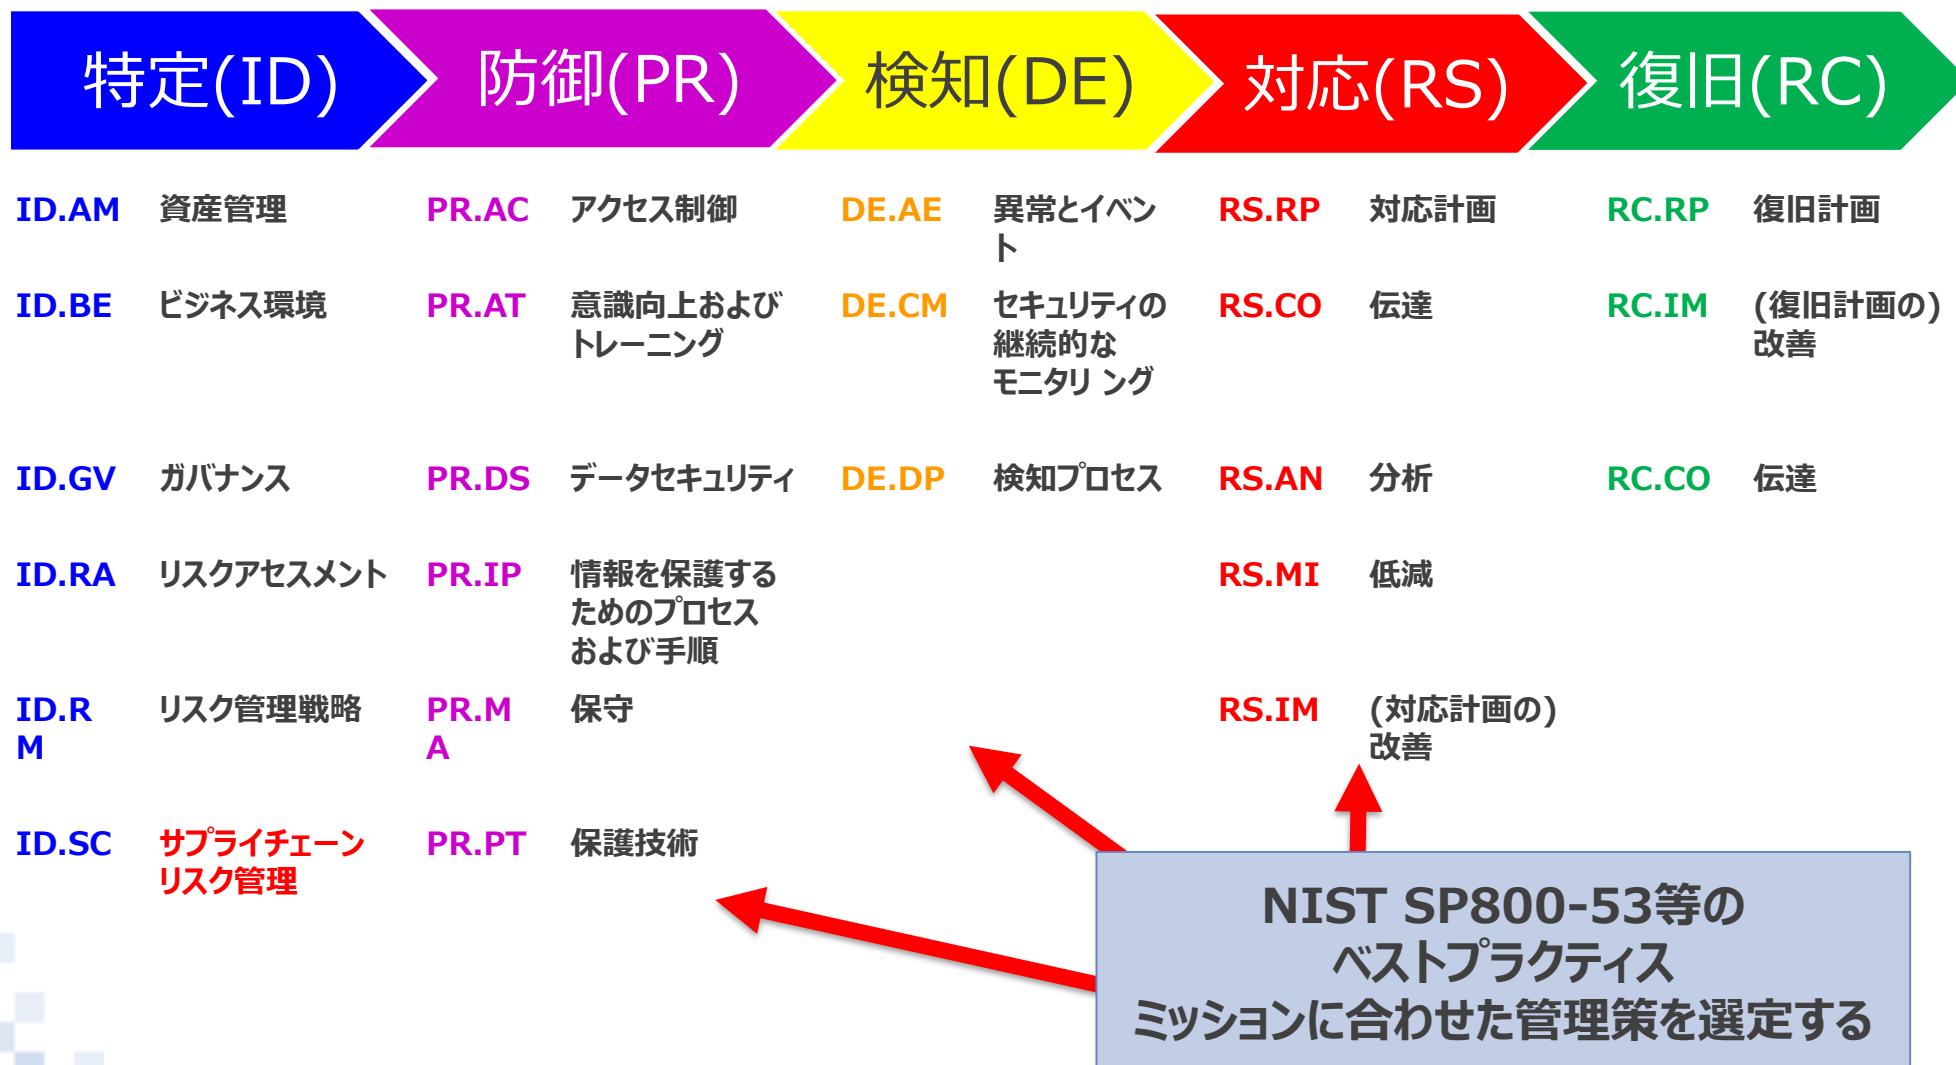 特定(ID)
防御(PR)
検知(DE)
対応(RS)
復旧(RC)
ID.AM 資産管理
PR.AC アクセス制御
DE.AE 異常とイベン
ト
RS.RP 対応計画
RC.RP 復旧計画
ID.BE ビジネス環境
PR.AT 意識向上および
トレーニング
DE.CM セキュリティの
継続的な
モニタリ ング
RS.CO 伝達
RC.IM (復旧計画の)
改善
ID.GV ガバナンス
PR.DS データセキュリティ
DE.DP 検知プロセス
RS.AN 分析
RC.CO 伝達
ID.RA リスクアセスメント
PR.IP 情報を保護する
ためのプロセス
および手順
RS.MI 低減
ID.R
M
リスク管理戦略
PR.M
A
保守
RS.IM (対応計画の)
改善
ID.SC サプライチェーン
リスク管理
PR.PT 保護技術
NIST SP800-53等の
ベストプラクティス
ミッションに合わせた管理策を選定する